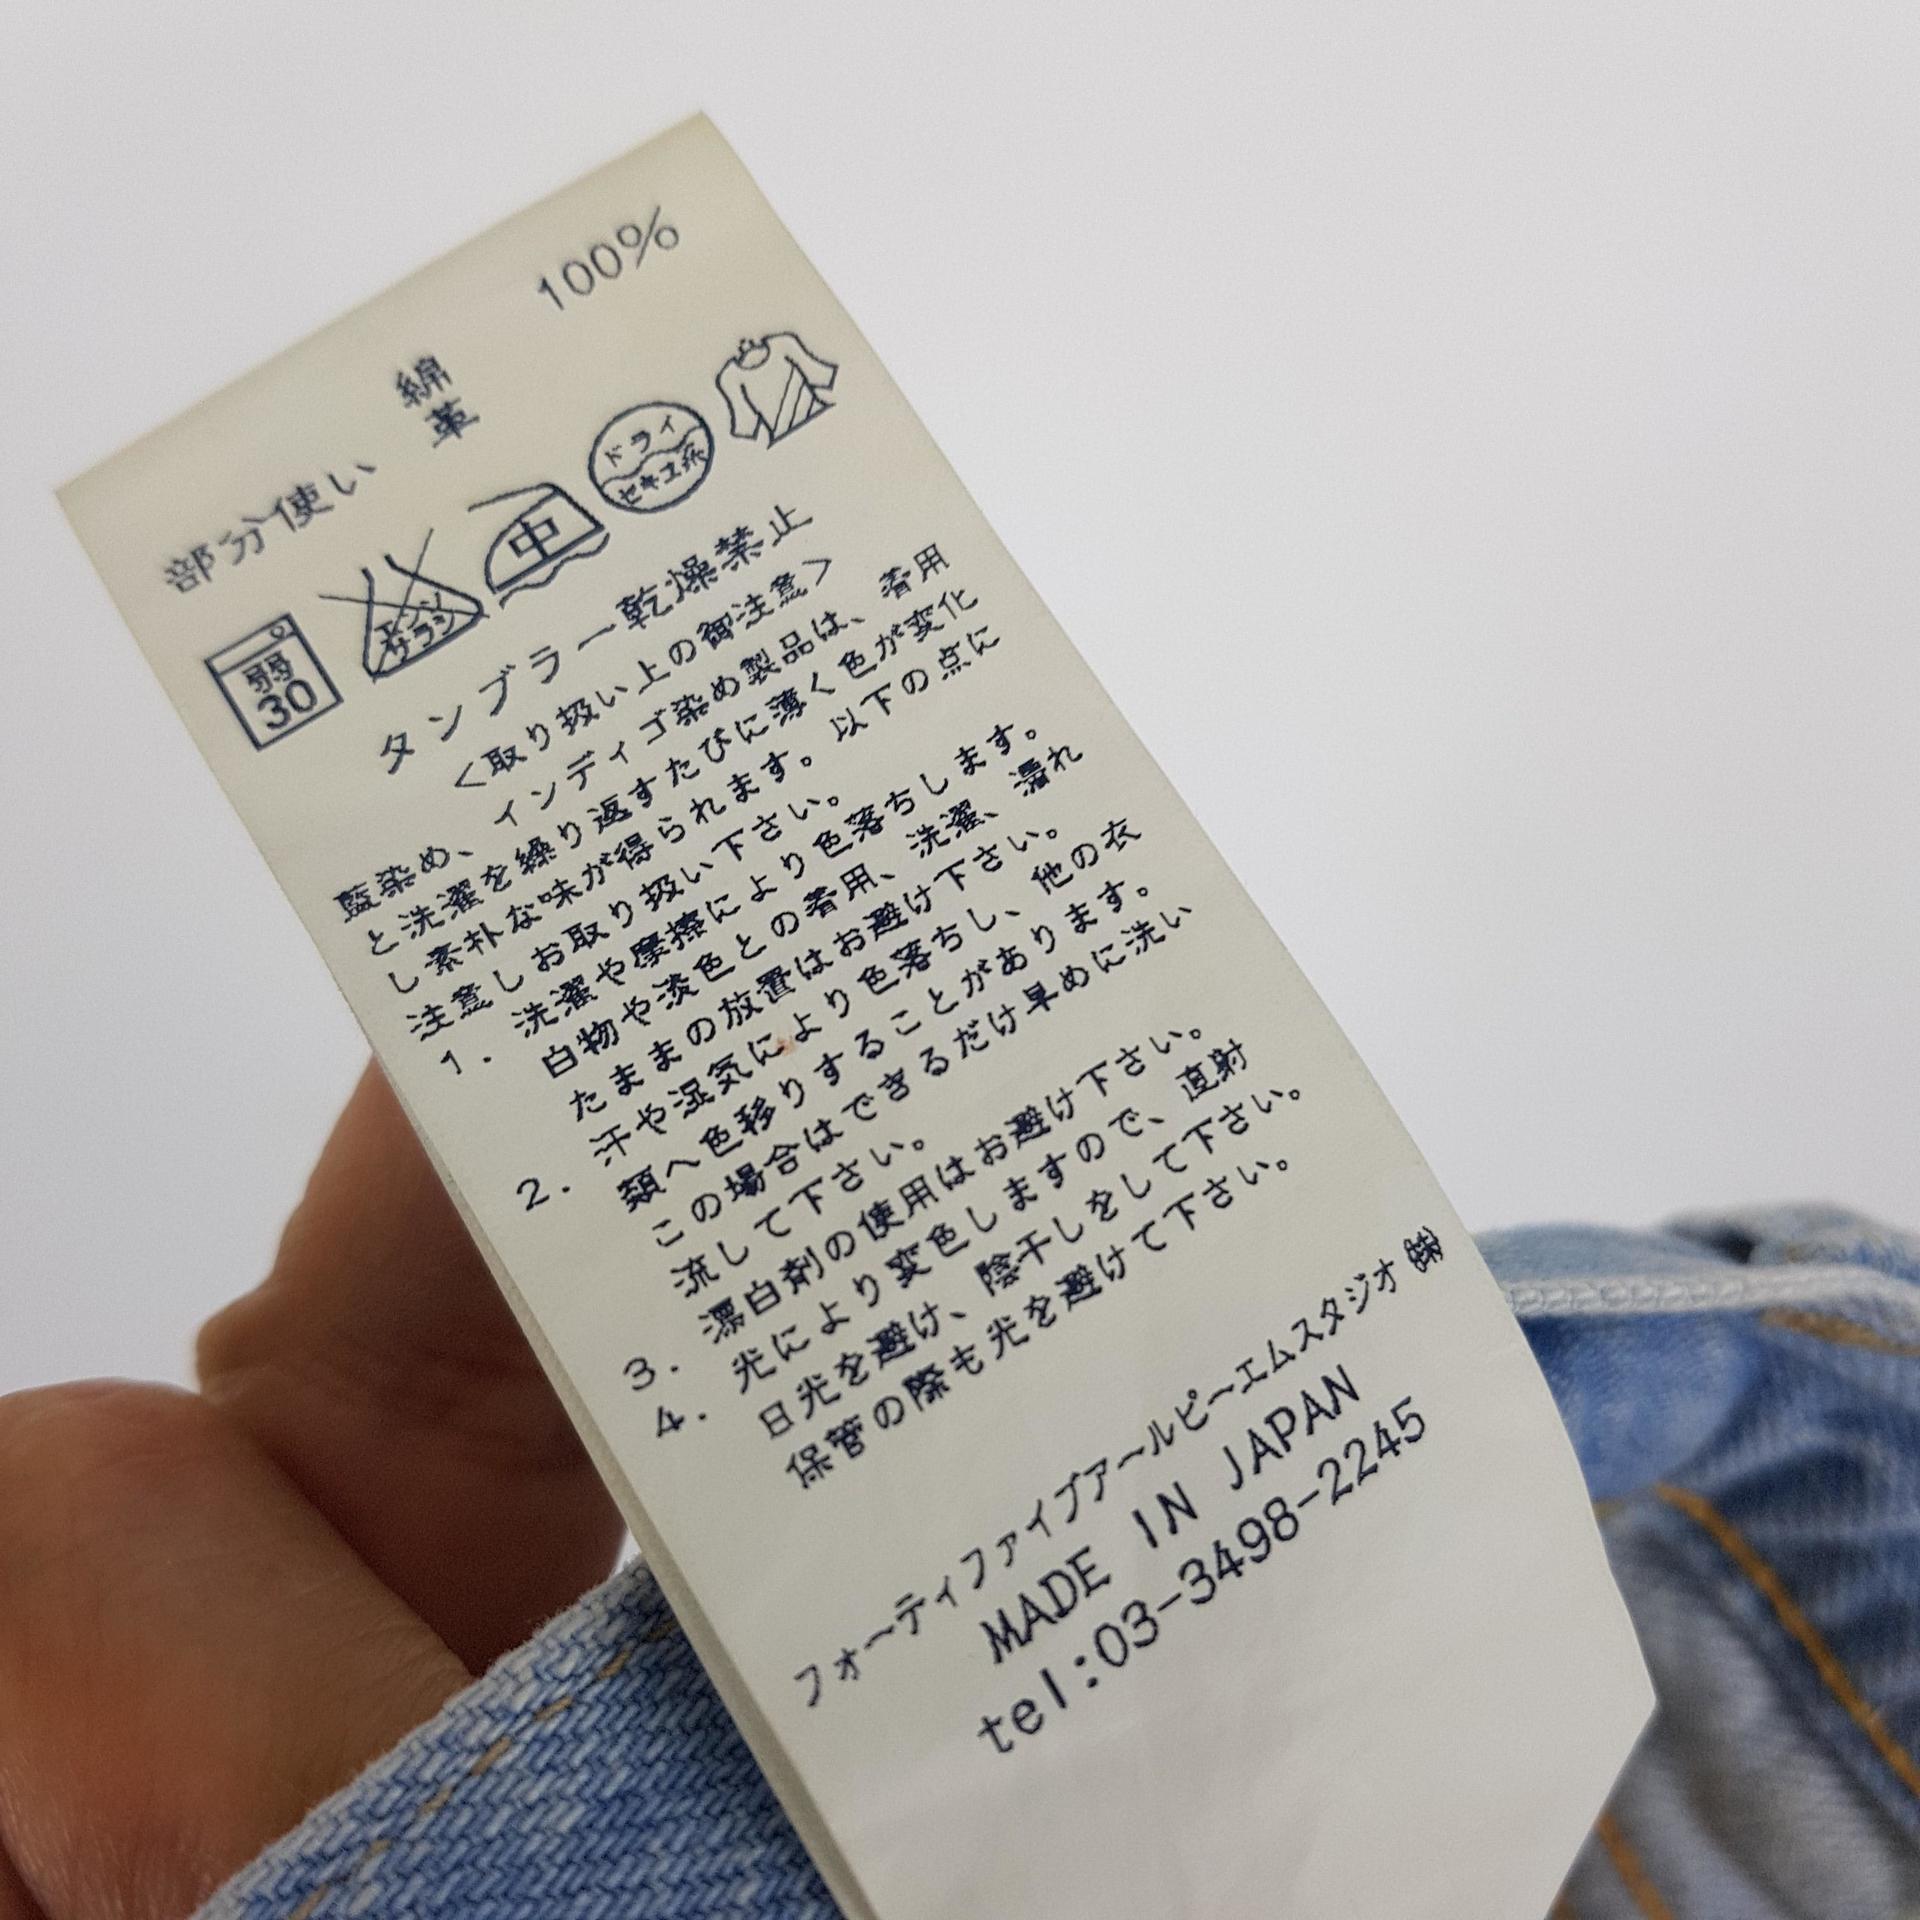 綿 100%
部分使い 革
弱 30 エンソサラシ 中 ドライ セキユ系
タンブラー乾燥禁止
<取り扱い上の御注意>
藍染め、インディゴ染め製品は、着用
と洗濯を繰り返すたびに薄く色が変化
し素朴な味が得られます。以下の点に
注意しお取り扱い下さい。
1. 洗濯や摩擦により色落ちします。
白物や淡色との着用、洗濯、濡れ
たままの放置はお避け下さい。
2. 汗や湿気により色落ちし、他の衣
類へ色移りすることがあります。
この場合はできるだけ早めに洗い
流して下さい。
3. 漂白剤の使用はお避け下さい。
4. 光により変色しますので、直射
日光を避け、陰干しをして下さい。
保管の際も光を避けて下さい。
フォーティファイブアールピーエムスタジオ㈱
MADE IN JAPAN
tel:03-3498-2245